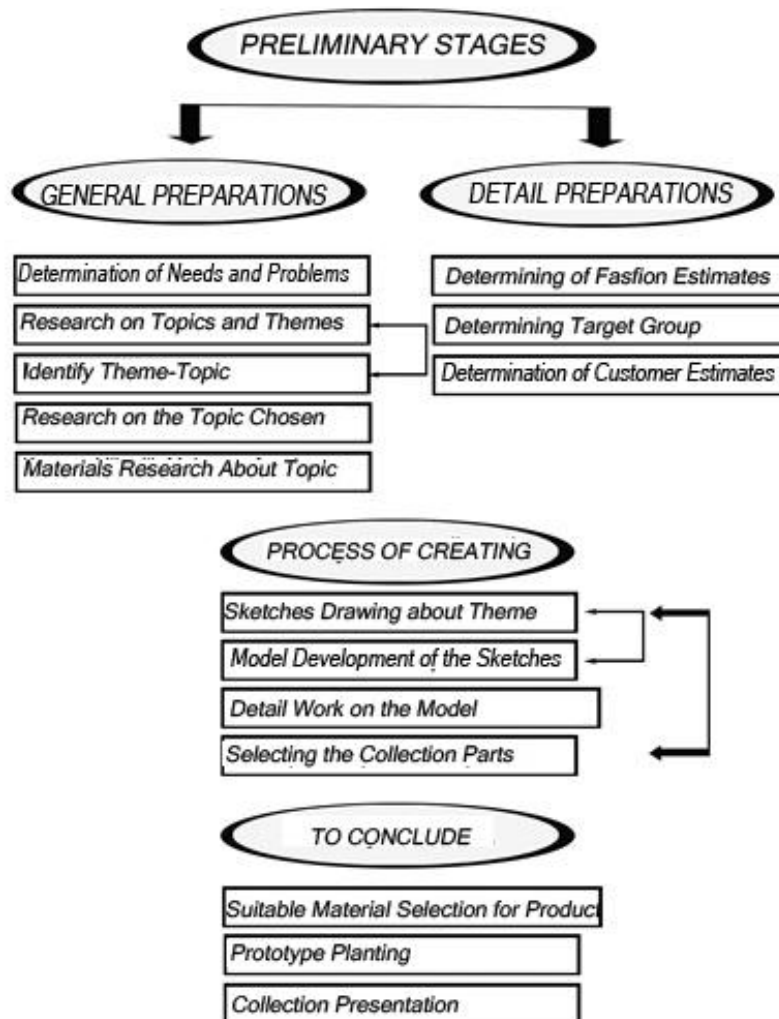 PRELIMINARY STAGES
GENERAL PREPARATIONS
DETAIL PREPARATIONS
Determination of Needs and Problems
Research on Topics and Themes
Identify Theme-Topic
Research on the Topic Chosen
Materials Research About Topic
Determining of Fasfion Estimates
Determining Target Group
Determination of Customer Estimates
PROCESS OF CREATING
Sketches Drawing about Theme
Model Development of the Sketches
Detail Work on the Model
Selecting the Collection Parts
TO CONCLUDE
Suitable Material Selection for Product
Prototype Planting
Collection Presentation